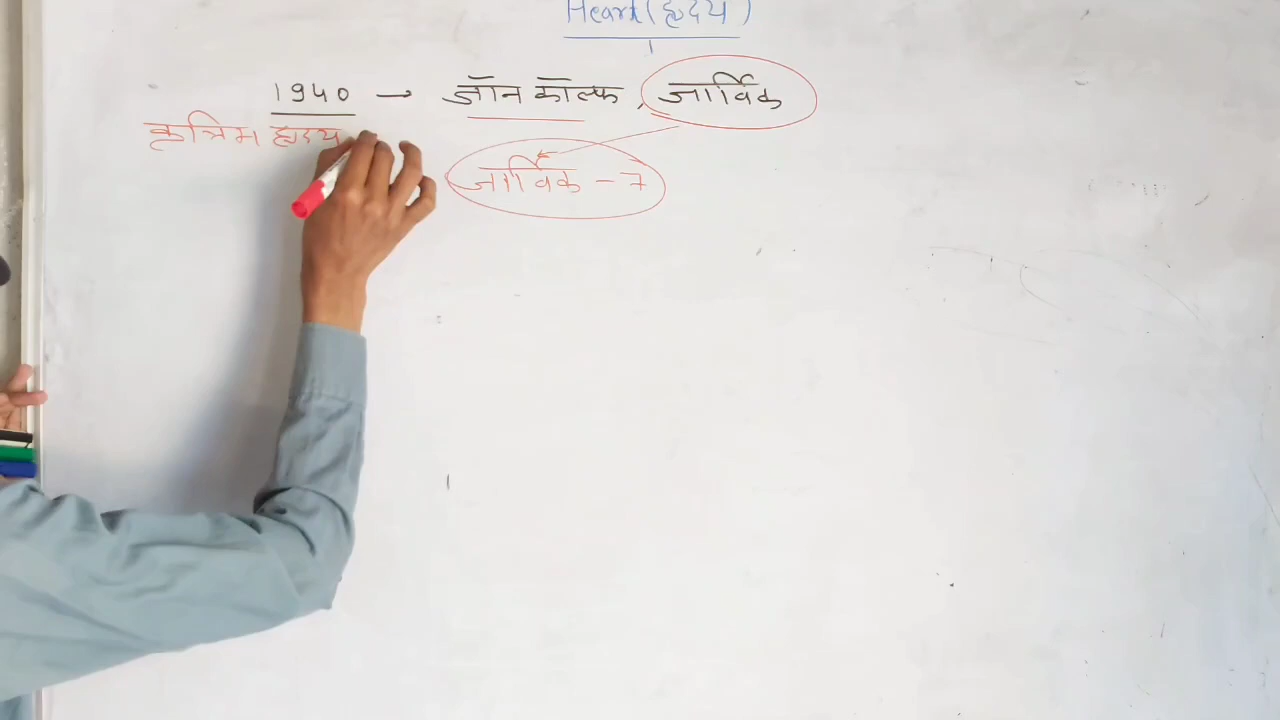 Heart (हृदय)
1940 → जॉन कॉल्फ, जार्विक
कृत्रिम हृदय
जार्विक - 7